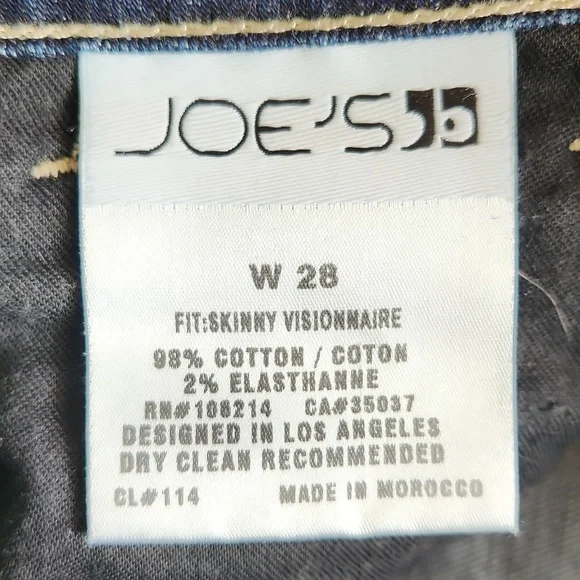 JOE'S
W 28
FIT:SKINNY VISIONNAIRE
98% COTTON / COTON
2% ELASTHANNE
RN#108214 CA#35037
DESIGNED IN LOS ANGELES
DRY CLEAN RECOMMENDED
CL#114 MADE IN MOROCCO